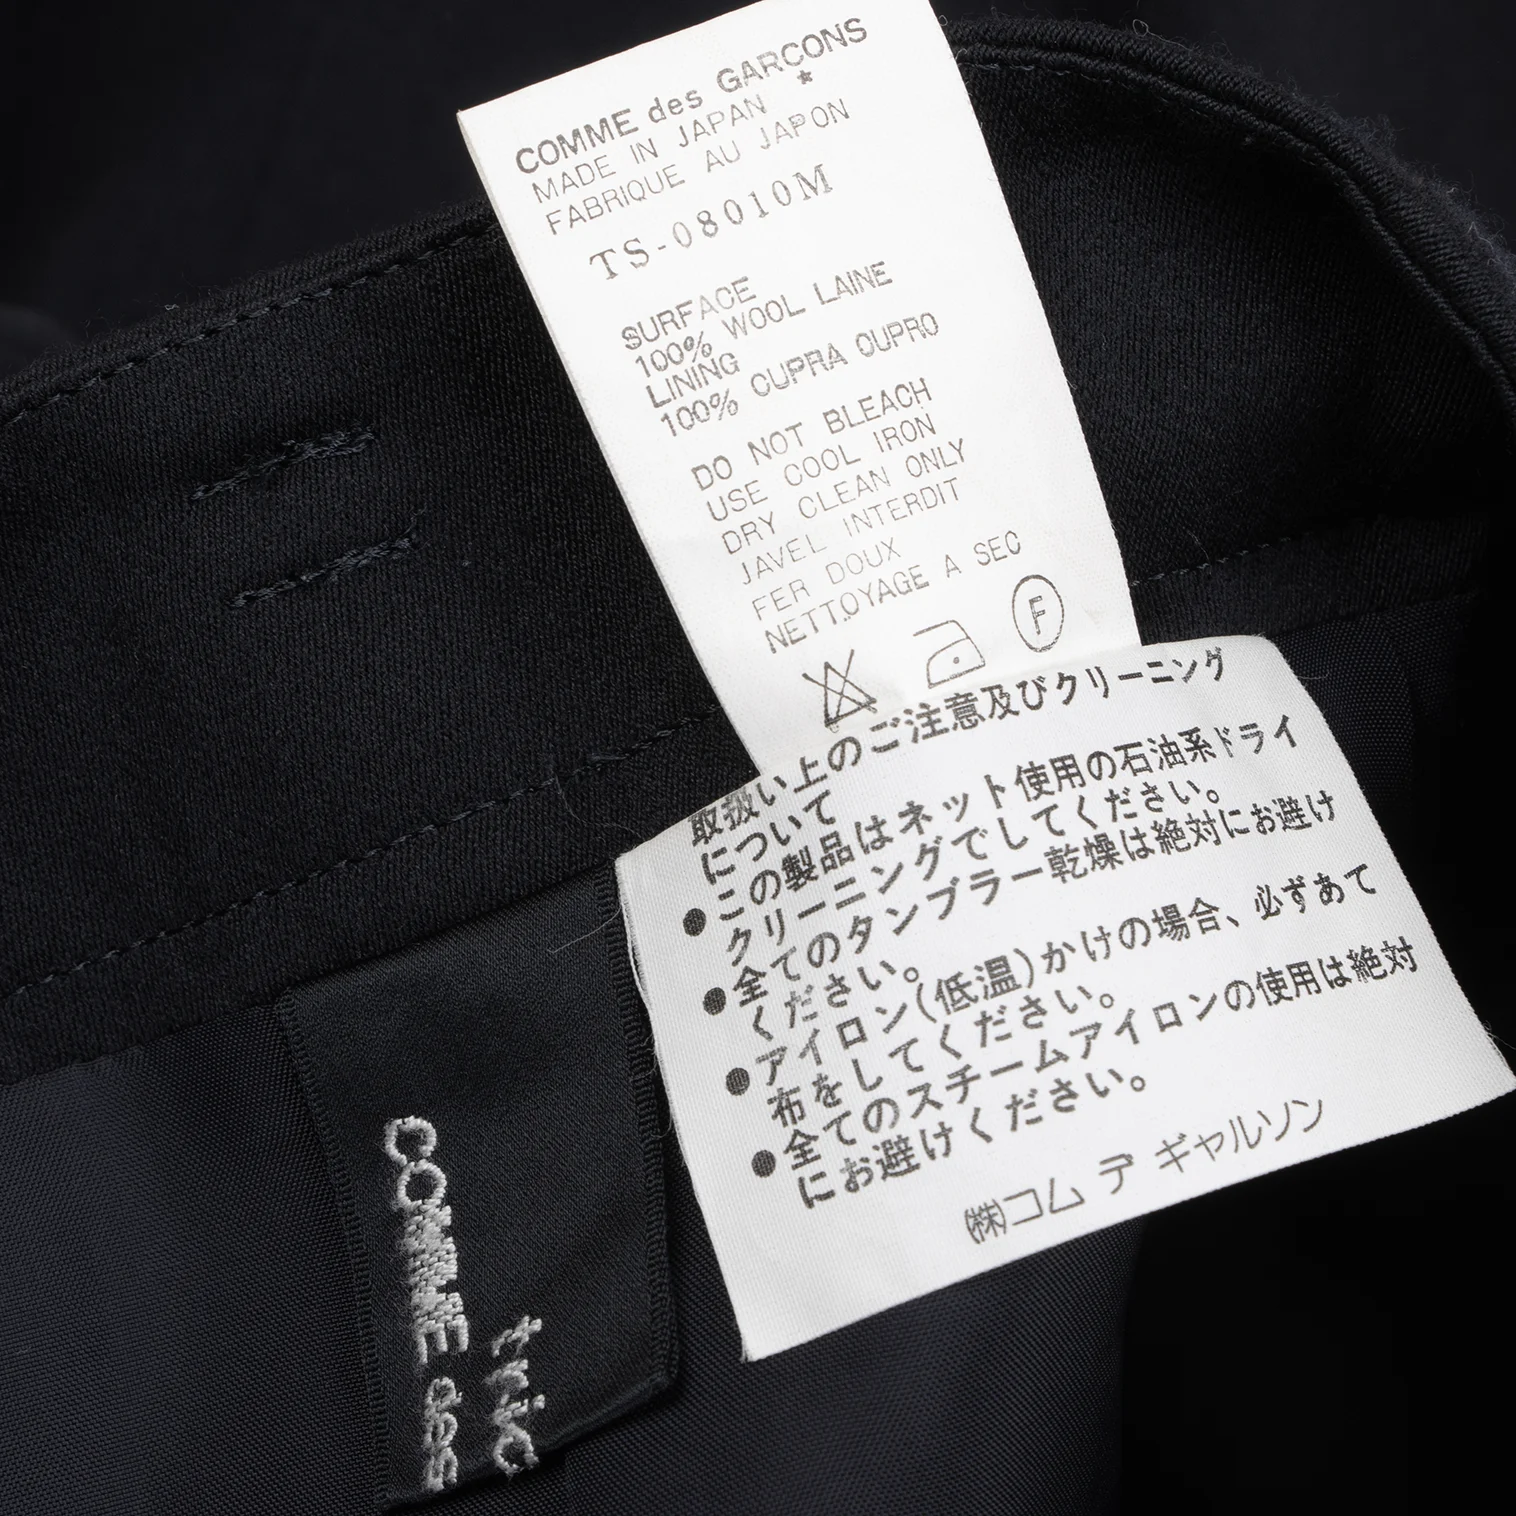 COMME des GARCONS
★
MADE IN JAPAN
FABRIQUE AU JAPON
TS-08010M
SURFACE
100% WOOL LAINE
LINING
100% CUPRA CUPRO
DO NOT BLEACH
USE COOL IRON
DRY CLEAN ONLY
JAVEL INTERDIT
FER DOUX
NETTOYAGE A SEC
F
取扱い上のご注意及びクリーニング
について
●この製品はネット使用の石油系ドライ
クリーニングでしてください。
●全てのタンブラー乾燥は絶対にお避け
ください。
●アイロン(低温)かけの場合、必ずあて
布をしてください。
●全てのスチームアイロンの使用は絶対
にお避けください。
(株)コム デ ギャルソン
tric
COMME des